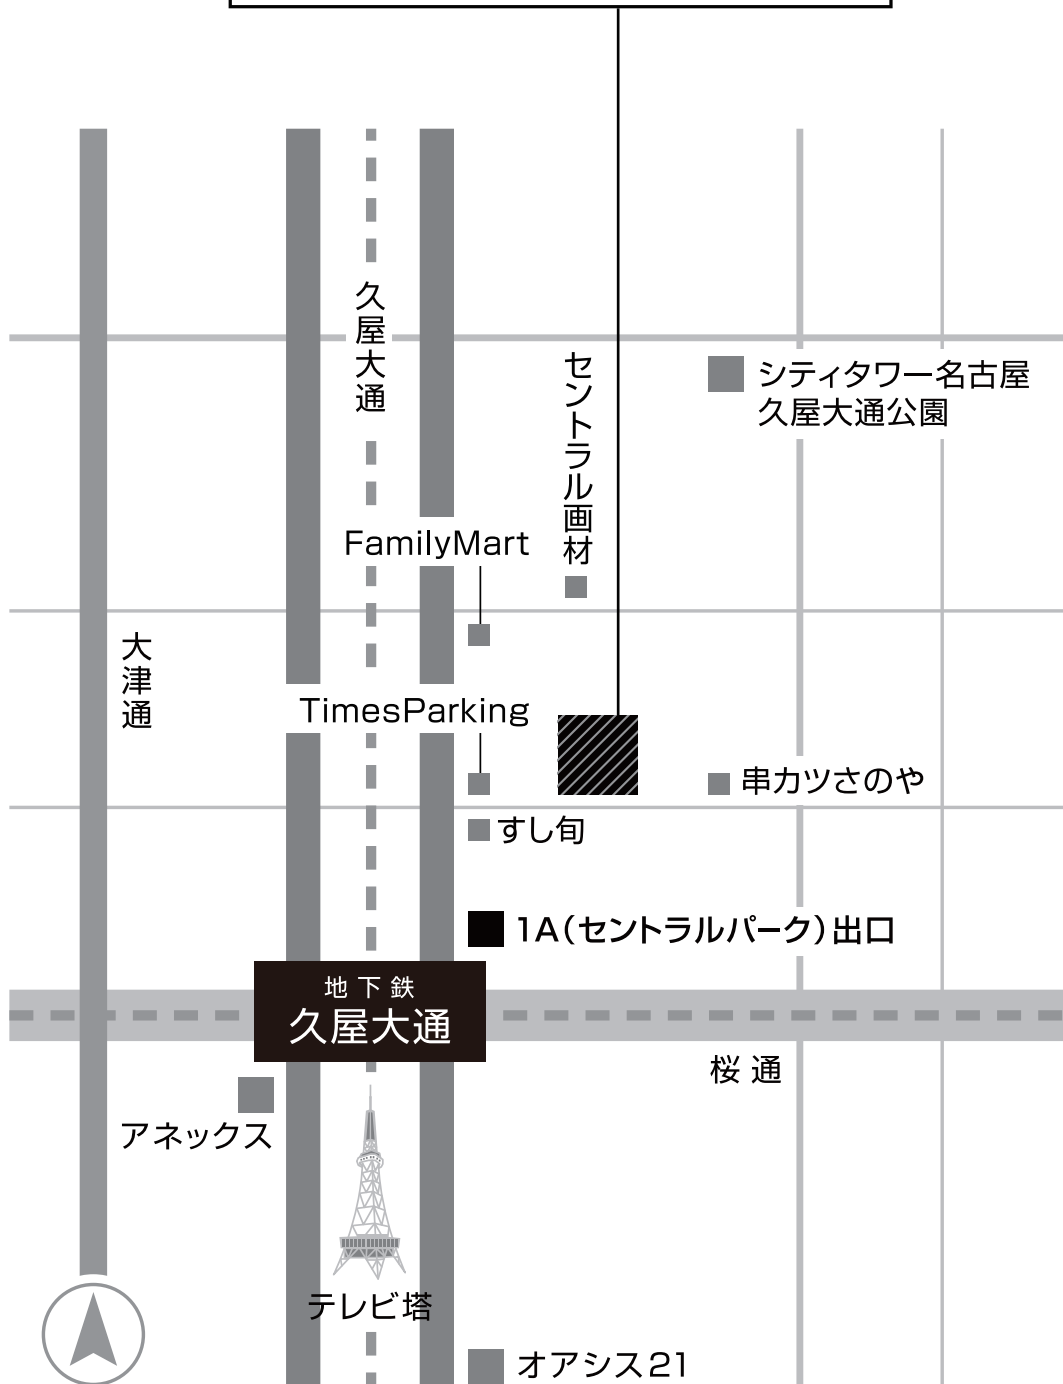 久屋大通
セントラル画材
シティタワー名古屋
久屋大通公園
FamilyMart
大津通
TimesParking
串カツさのや
すし旬
1A（セントラルパーク）出口
地下鉄
久屋大通
桜通
アネックス
テレビ塔
オアシス21